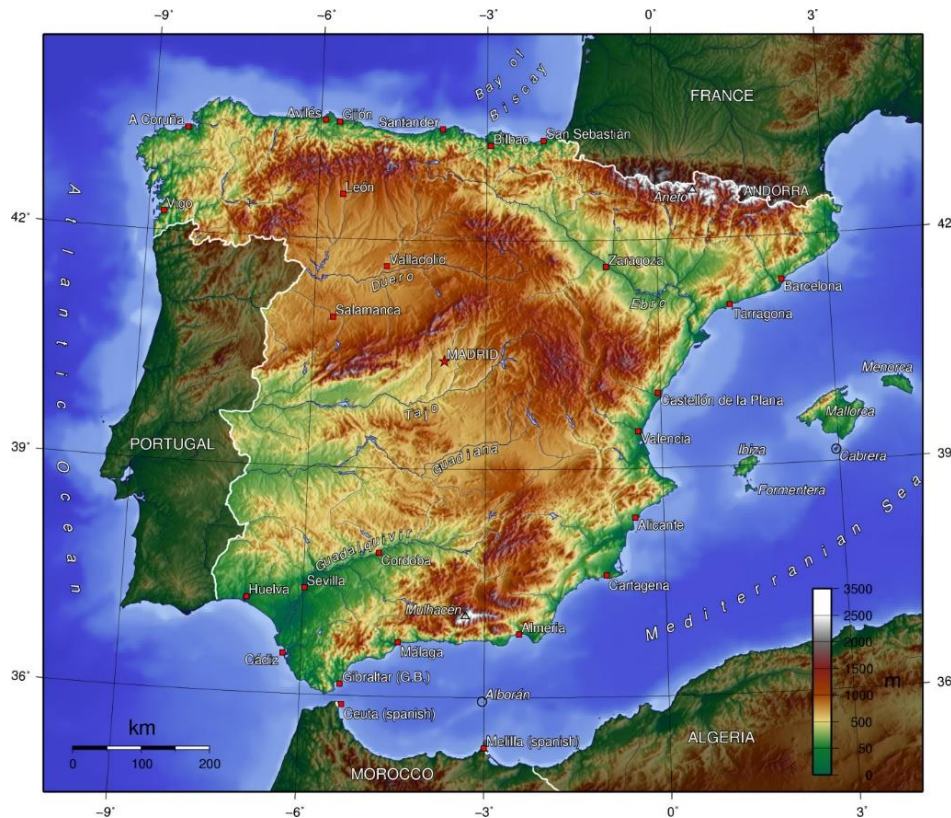 -9°
-6°
-3°
0°
3°
Bay of
Biscay
FRANCE
A Coruña
Avilés
Gijón
Santander
Bilbao
San Sebastián
León
Aneto
ANDORRA
Vigo
42°
42°
Valladolid
Duero
Zaragoza
Barcelona
Ebro
Tarragona
Salamanca
MADRID
Menorca
Tajo
Castellón de la Plana
Mallorca
PORTUGAL
Valencia
Guadiana
Ibiza
39°
39°
Cabrera
Formentera
Atlantic Ocean
Alicante
Guadalquivir
Cordoba
Cartagena
Sevilla
Huelva
Mulhacén
Mediterranian Sea
Almería
Málaga
Cádiz
36°
36°
Gibraltar (G.B.)
Alborán
Ceuta (spanish)
Melilla (spanish)
MOROCCO
ALGERIA
km
0 100 200
3500
2500
2000
1500
1000
500
50
0
m
-9°
-6°
-3°
0°
3°